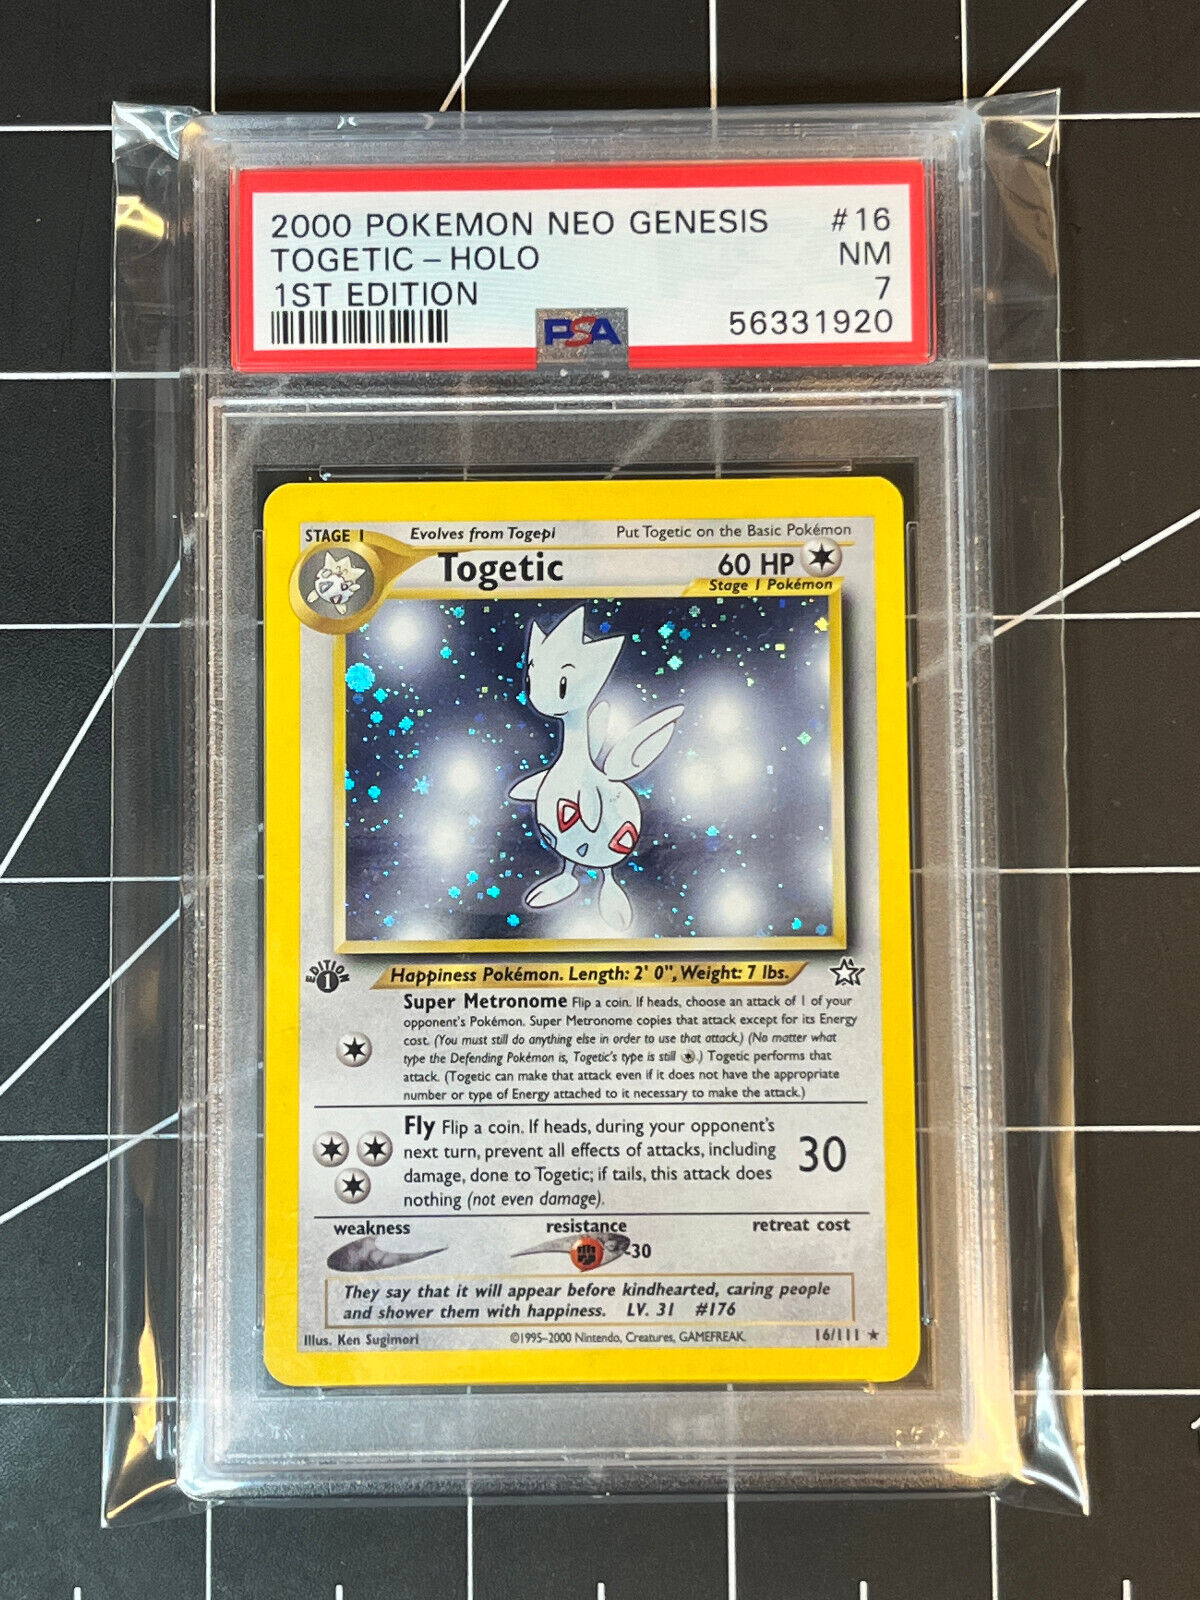 2000 POKEMON NEO GENESIS #16
TOGETIC - HOLO NM
1ST EDITION 7
PSA 56331920
STAGE 1 Evolves from Togepi Put Togetic on the Basic Pokémon
Togetic 60 HP
Stage 1 Pokémon
EDITION
1
Happiness Pokémon. Length: 2' 0", Weight: 7 lbs.
Super Metronome Flip a coin. If heads, choose an attack of 1 of your
opponent's Pokémon. Super Metronome copies that attack except for its Energy
cost. (You must still do anything else in order to use that attack.) (No matter what
type the Defending Pokémon is, Togetic's type is still .) Togetic performs that
attack. (Togetic can make that attack even if it does not have the appropriate
number or type of Energy attached to it necessary to make the attack.)
Fly Flip a coin. If heads, during your opponent's
next turn, prevent all effects of attacks, including
damage, done to Togetic; if tails, this attack does
nothing (not even damage).
30
weakness resistance retreat cost
-30
They say that it will appear before kindhearted, caring people
and shower them with happiness. LV. 31 #176
Illus. Ken Sugimori ©1995-2000 Nintendo, Creatures, GAMEFREAK. 16/111 ★